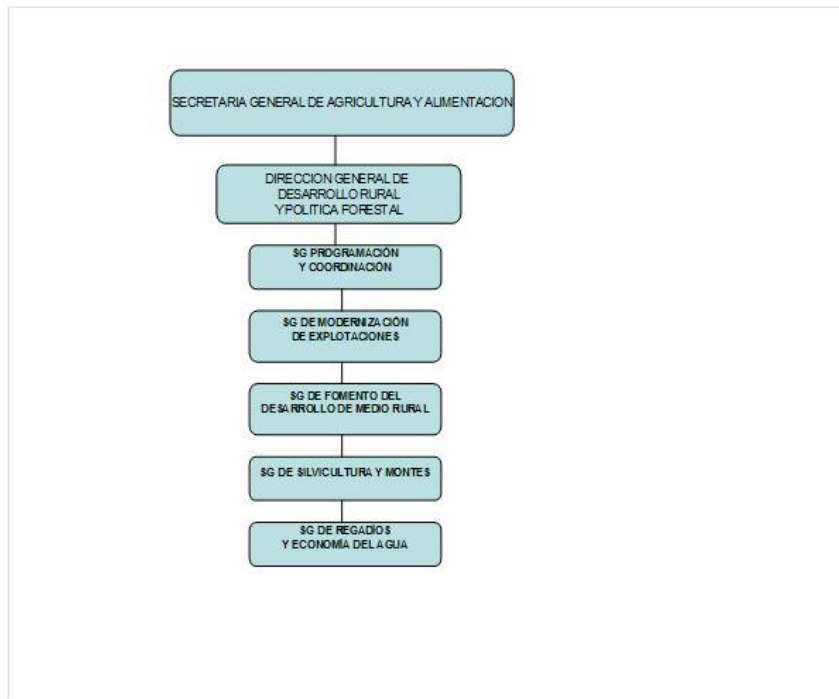 SECRETARIA GENERAL DE AGRICULTURA Y ALIMENTACION
DIRECCION GENERAL DE
DESARROLLO RURAL
Y POLITICA FORESTAL
SG PROGRAMACIÓN
Y COORDINACIÓN
SG DE MODERNIZACIÓN
DE EXPLOTACIONES
SG DE FOMENTO DEL
DESARROLLO DE MEDIO RURAL
SG DE SILVICULTURA Y MONTES
SG DE REGADÍOS
Y ECONOMÍA DEL AGUA